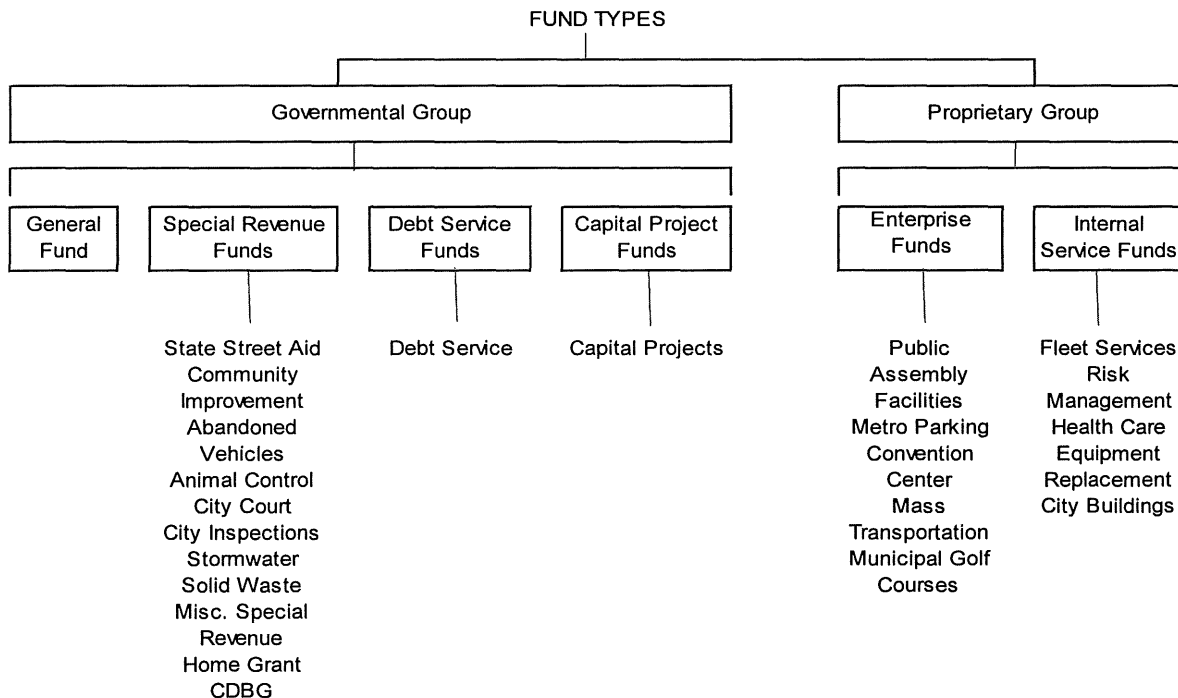 FUND TYPES
Governmental Group
Proprietary Group
General
Fund
Special Revenue
Funds
Debt Service
Funds
Capital Project
Funds
Enterprise
Funds
Internal
Service Funds
State Street Aid
Community
Improvement
Abandoned
Vehicles
Animal Control
City Court
City Inspections
Stormwater
Solid Waste
Misc. Special
Revenue
Home Grant
CDBG
Debt Service
Capital Projects
Public
Assembly
Facilities
Metro Parking
Convention
Center
Mass
Transportation
Municipal Golf
Courses
Fleet Services
Risk
Management
Health Care
Equipment
Replacement
City Buildings